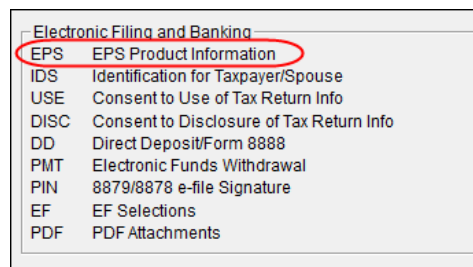 Electronic Filing and Banking
EPS EPS Product Information
IDS Identification for Taxpayer/Spouse
USE Consent to Use of Tax Return Info
DISC Consent to Disclosure of Tax Return Info
DD Direct Deposit/Form 8888
PMT Electronic Funds Withdrawal
PIN 8879/8878 e-file Signature
EF EF Selections
PDF PDF Attachments